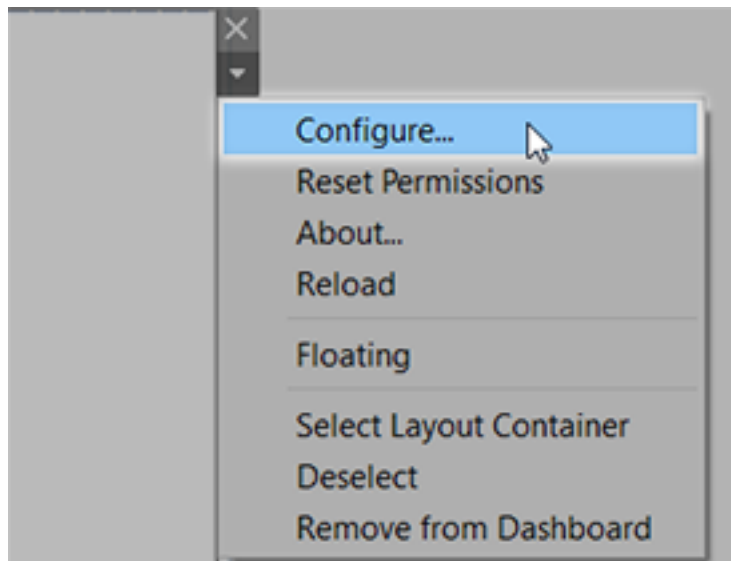 Configure...
Reset Permissions
About...
Reload
Floating
Select Layout Container
Deselect
Remove from Dashboard